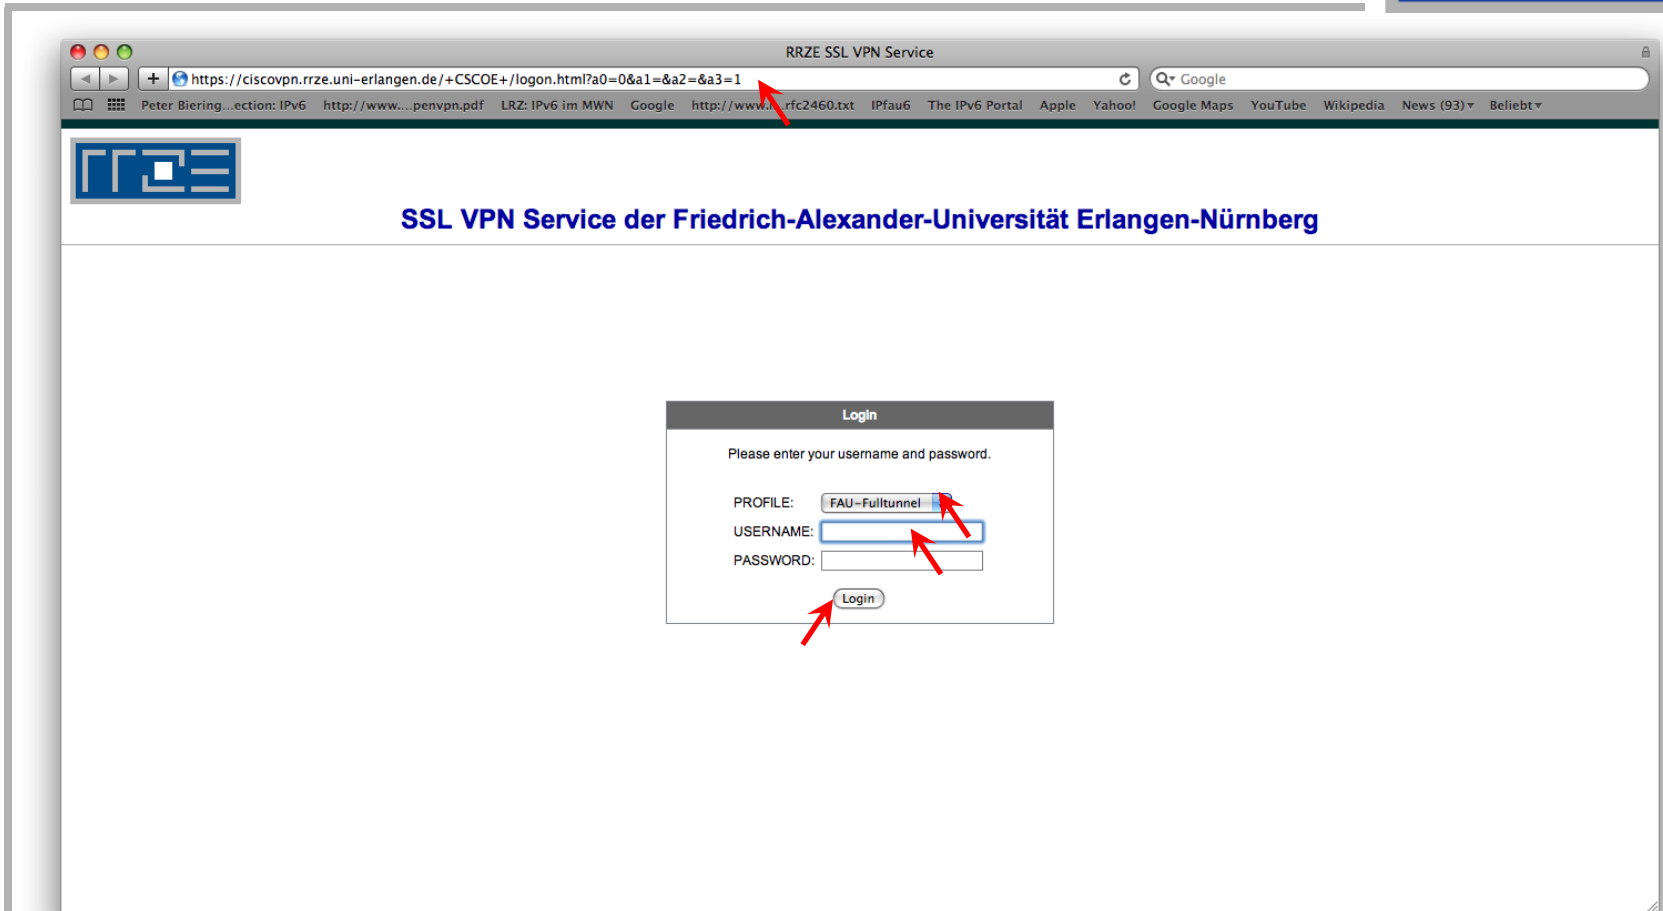 RRZE SSL VPN Service
https://ciscovpn.rrze.uni-erlangen.de/+CSCOE+/logon.html?a0=0&a1=&a2=&a3=1 Google
Peter Biering...ection: IPv6 http://www....penvpn.pdf LRZ: IPv6 im MWN Google rfc2460.txt IPfau6 The IPv6 Portal Apple Yahoo! Google Maps YouTube Wikipedia News (93) Beliebt
rrze
SSL VPN Service der Friedrich-Alexander-Universität Erlangen-Nürnberg
Login
Please enter your username and password.
PROFILE: FAU-Fulltunnel
USERNAME:
PASSWORD:
Login